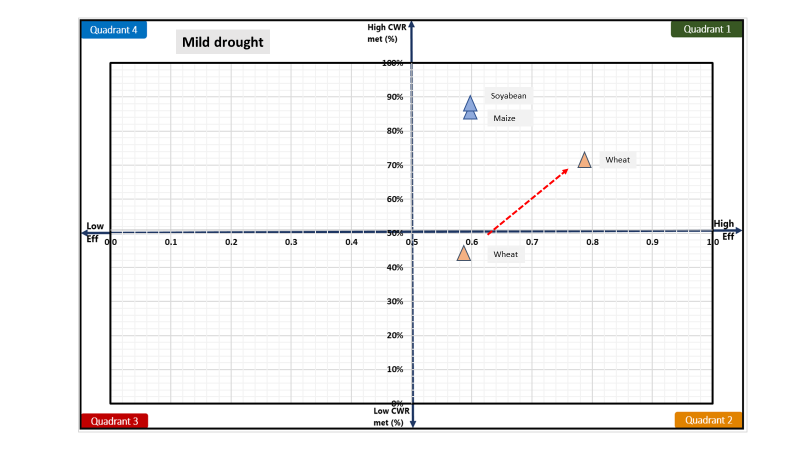 Quadrant 4
Mild drought
High CWR
met (%)
Quadrant 1
100%
90%
Soyabean
Maize
80%
70%
Wheat
60%
Low
Eff
50%
High
Eff
0.0 0.1 0.2 0.3 0.4 0.5 0.6 0.7 0.8 0.9 1.0
Wheat
40%
30%
20%
10%
0%
Low CWR
met (%)
Quadrant 3
Quadrant 2